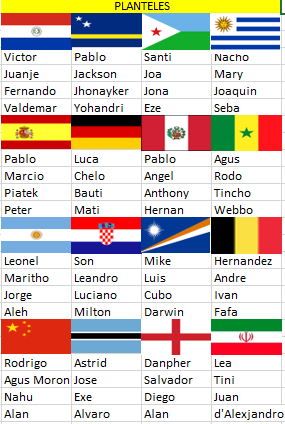 PLANTELES
Victor Pablo Santi Nacho
Juanje Jackson Joa Mary
Fernando Jhonayker Jona Joaquin
Valdemar Yohandri Eze Seba
Pablo Luca Pablo Agus
Marcio Chelo Angel Rodo
Piatek Bauti Anthony Tincho
Peter Mati Hernan Webbo
Leonel Son Mike Hernandez
Maritho Leandro Luis Andre
Jorge Luciano Cubo Ivan
Aleh Milton Darwin Fafa
Rodrigo Astrid Danpher Lea
Agus Moron Jose Salvador Tini
Nahu Exe Diego Juan
Alan Alvaro Alan d'Alexjandro